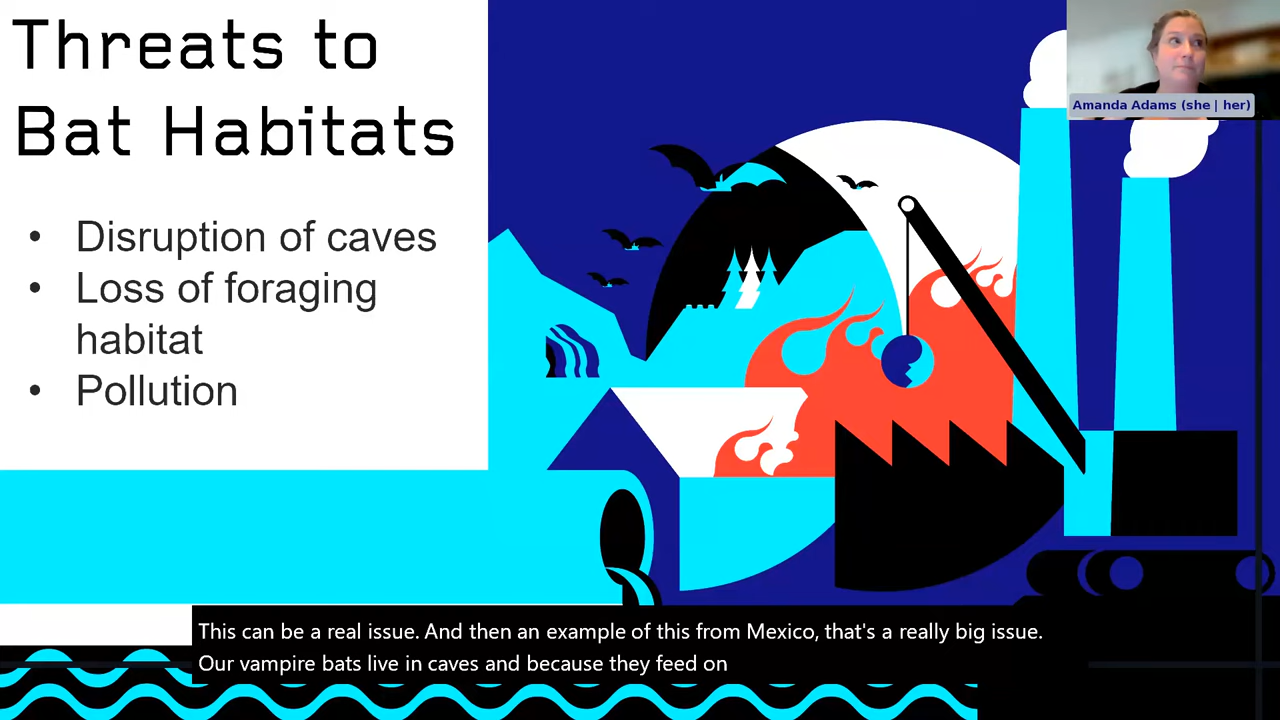 Threats to
Bat Habitats
• Disruption of caves
• Loss of foraging
habitat
• Pollution
Amanda Adams (she | her)
This can be a real issue. And then an example of this from Mexico, that's a really big issue.
Our vampire bats live in caves and because they feed on